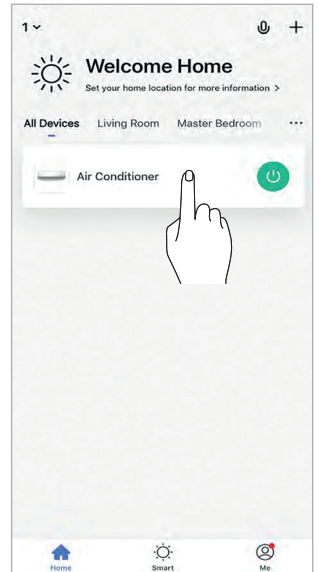 1
Welcome Home
Set your home location for more information >
All Devices Living Room Master Bedroom ...
Air Conditioner
Home Smart Me